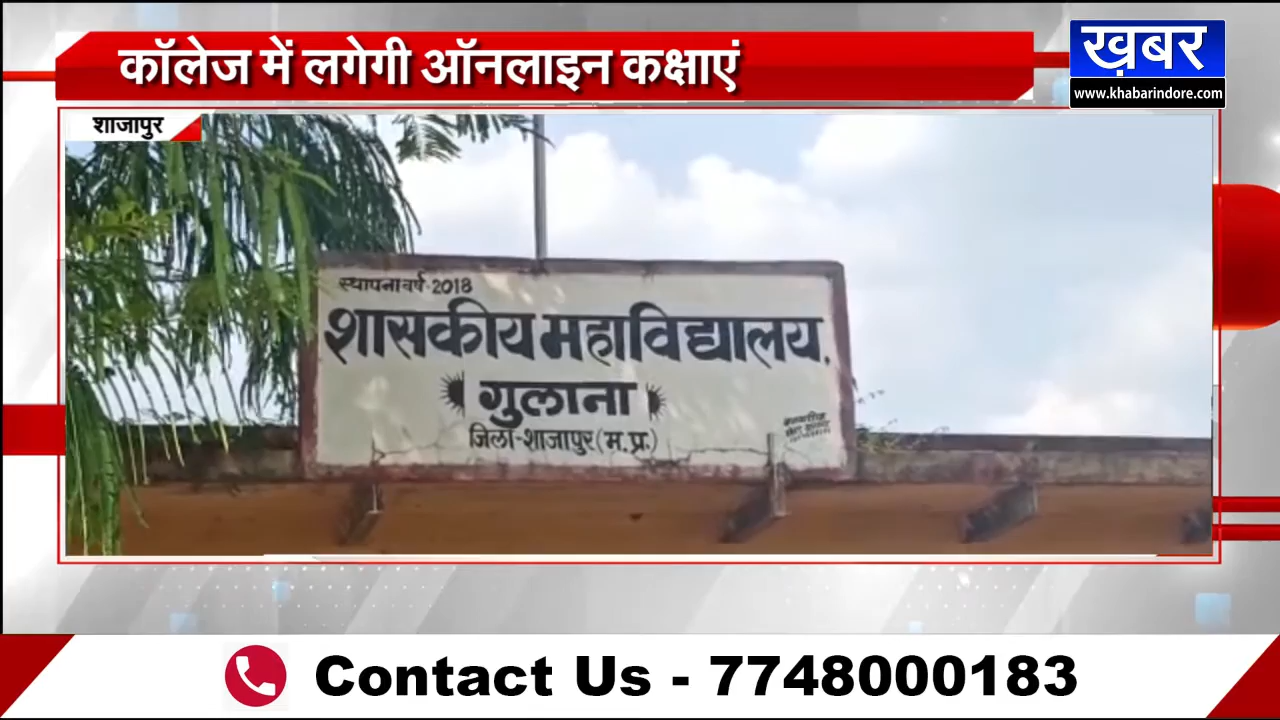 कॉलेज में लगेगी ऑनलाइन कक्षाएं
ख़बर
www.khabarindore.com
शाजापुर
स्थापना वर्ष-2018
शासकीय महाविद्यालय,
गुलाना
जिला-शाजापुर (म.प्र.)
Contact Us - 7748000183